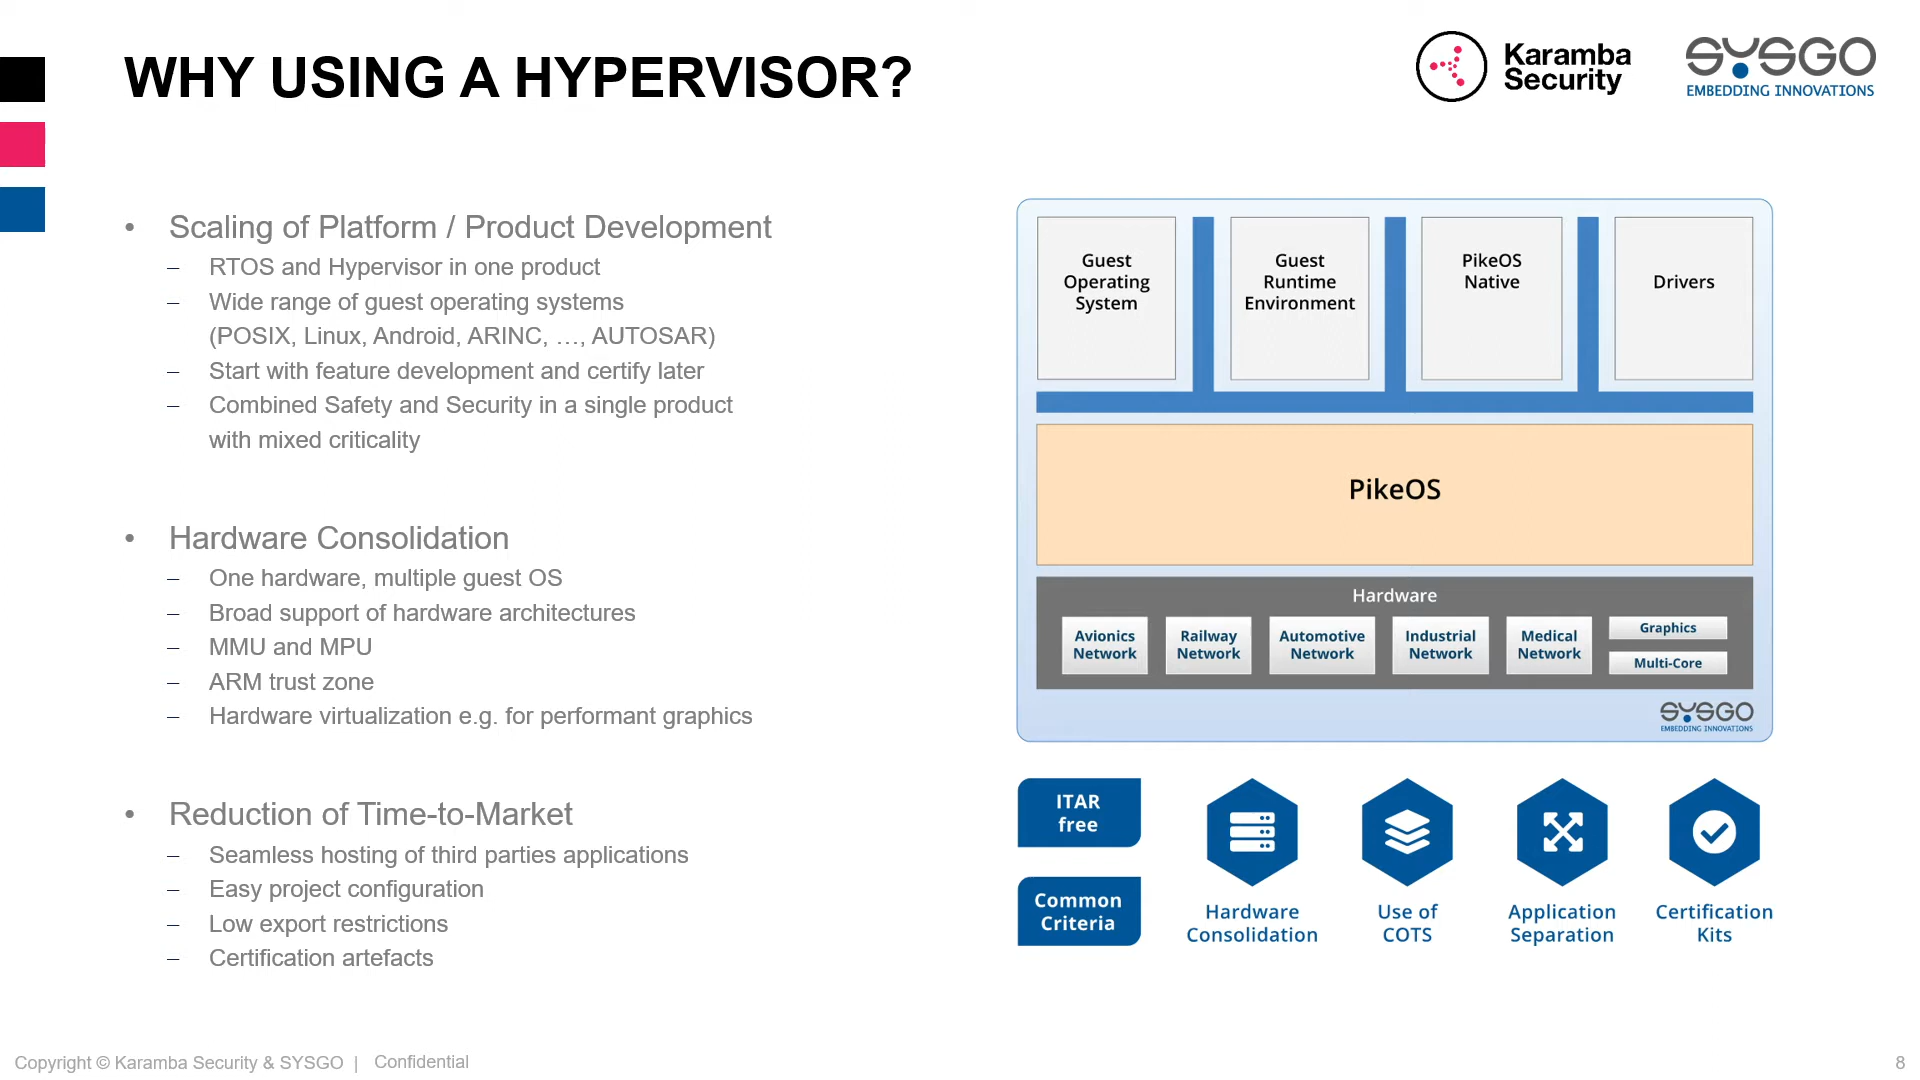 WHY USING A HYPERVISOR?
Karamba
Security
SYSGO
EMBEDDING INNOVATIONS
• Scaling of Platform / Product Development
– RTOS and Hypervisor in one product
– Wide range of guest operating systems
(POSIX, Linux, Android, ARINC, …, AUTOSAR)
– Start with feature development and certify later
– Combined Safety and Security in a single product
with mixed criticality
• Hardware Consolidation
– One hardware, multiple guest OS
– Broad support of hardware architectures
– MMU and MPU
– ARM trust zone
– Hardware virtualization e.g. for performant graphics
• Reduction of Time-to-Market
– Seamless hosting of third parties applications
– Easy project configuration
– Low export restrictions
– Certification artefacts
Guest
Operating
System
Guest
Runtime
Environment
PikeOS
Native
Drivers
PikeOS
Hardware
Avionics
Network
Railway
Network
Automotive
Network
Industrial
Network
Medical
Network
Graphics
Multi-Core
SYSGO
EMBEDDING INNOVATIONS
ITAR
free
Common
Criteria
Hardware
Consolidation
Use of
COTS
Application
Separation
Certification
Kits
Copyright © Karamba Security & SYSGO | Confidential
8